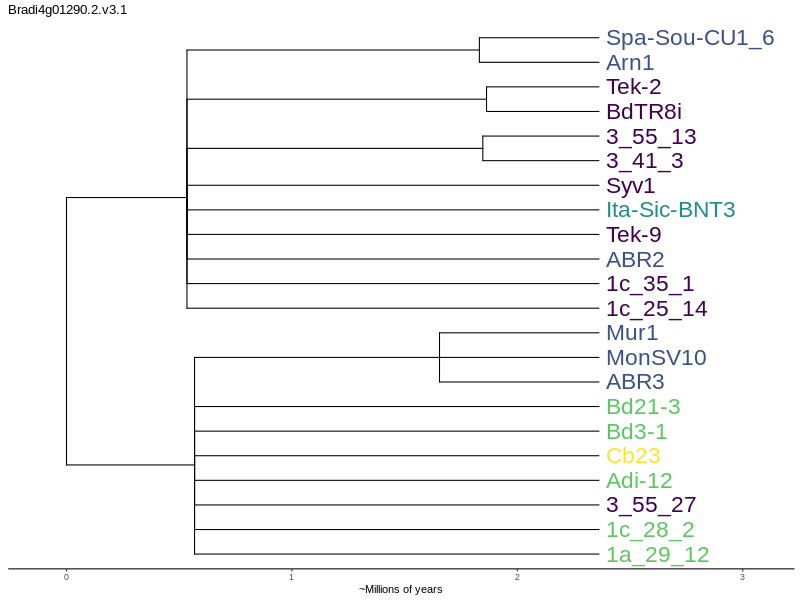 Bradi4g01290.2.v3.1
Spa-Sou-CU1_6
Arn1
Tek-2
BdTR8i
3_55_13
3_41_3
Syv1
Ita-Sic-BNT3
Tek-9
ABR2
1c_35_1
1c_25_14
Mur1
MonSV10
ABR3
Bd21-3
Bd3-1
Cb23
Adi-12
3_55_27
1c_28_2
1a_29_12
0 1 2 3
~Millions of years